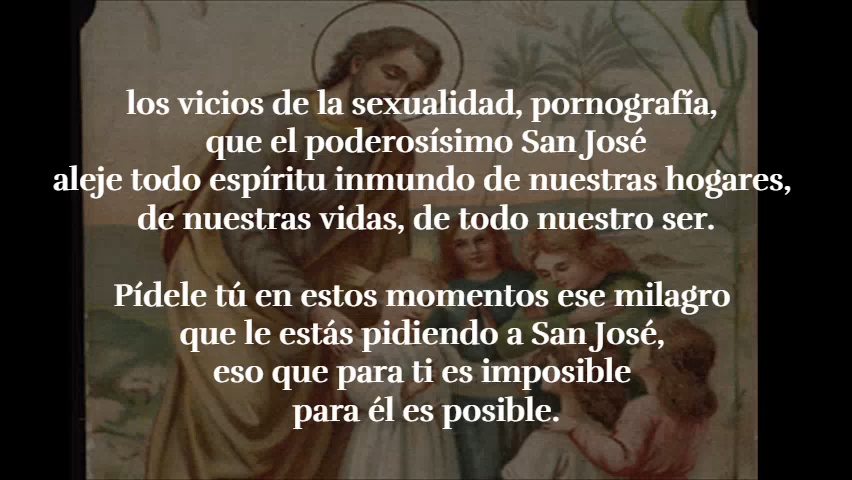 los vicios de la sexualidad, pornografía,
que el poderosísimo San José
aleje todo espíritu inmundo de nuestras hogares,
de nuestras vidas, de todo nuestro ser.
Pídele tú en estos momentos ese milagro
que le estás pidiendo a San José,
eso que para ti es imposible
para él es posible.